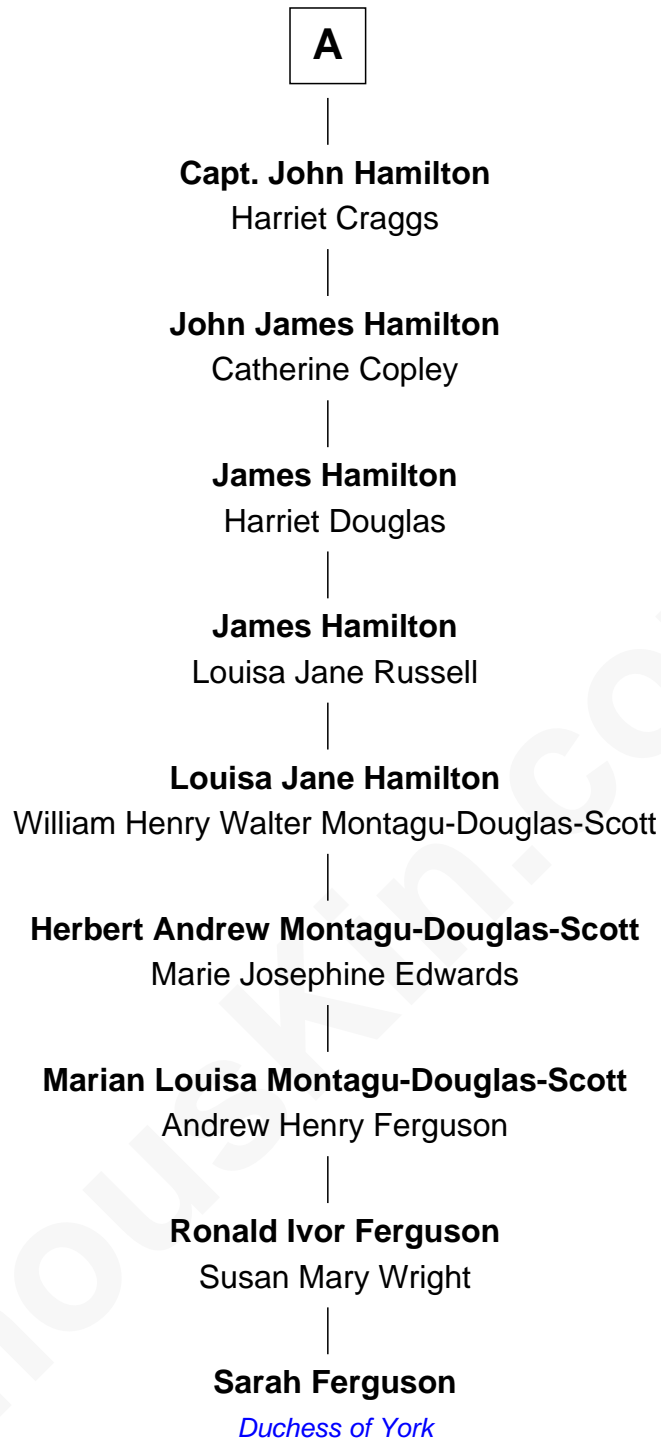 A
Capt. John Hamilton
Harriet Craggs
John James Hamilton
Catherine Copley
James Hamilton
Harriet Douglas
James Hamilton
Louisa Jane Russell
Louisa Jane Hamilton
William Henry Walter Montagu-Douglas-Scott
Herbert Andrew Montagu-Douglas-Scott
Marie Josephine Edwards
Marian Louisa Montagu-Douglas-Scott
Andrew Henry Ferguson
Ronald Ivor Ferguson
Susan Mary Wright
Sarah Ferguson
Duchess of York